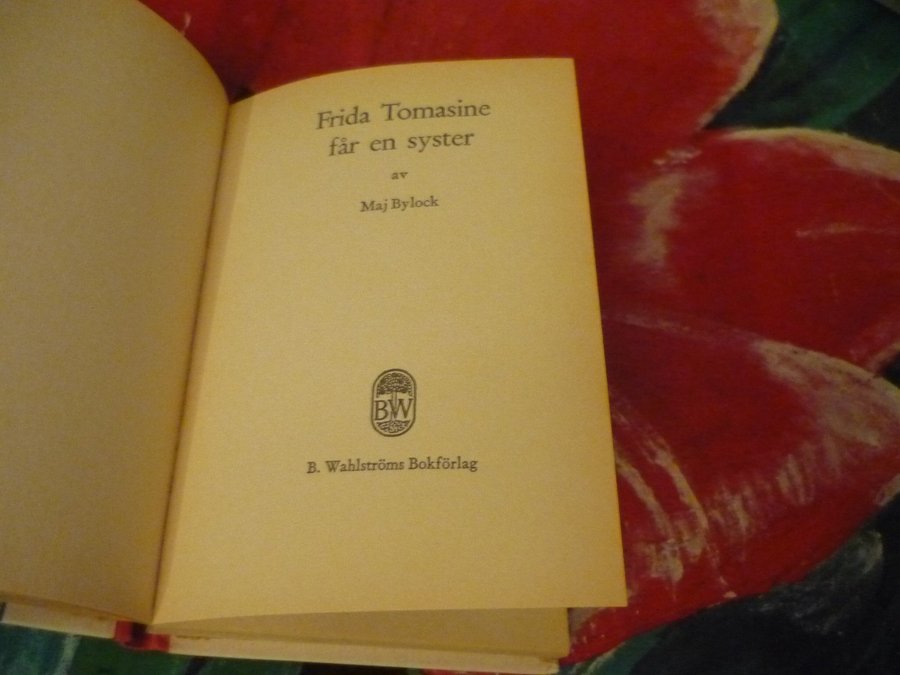 Frida Tomasine
får en syster
av
Maj Bylock
BW
B. Wahlströms Bokförlag